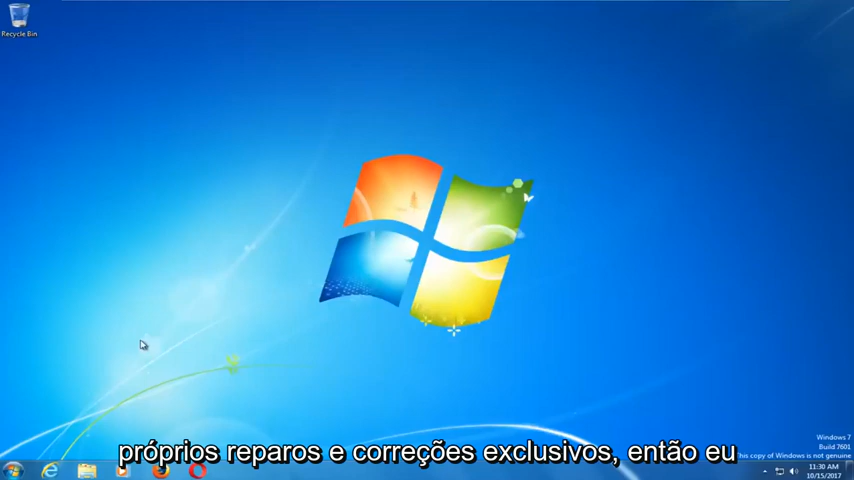 Recycle Bin
próprios reparos e correções exclusivos, então eu
Windows 7
Build 7601
This copy of Windows is not genuine
11:30 AM
10/15/2017